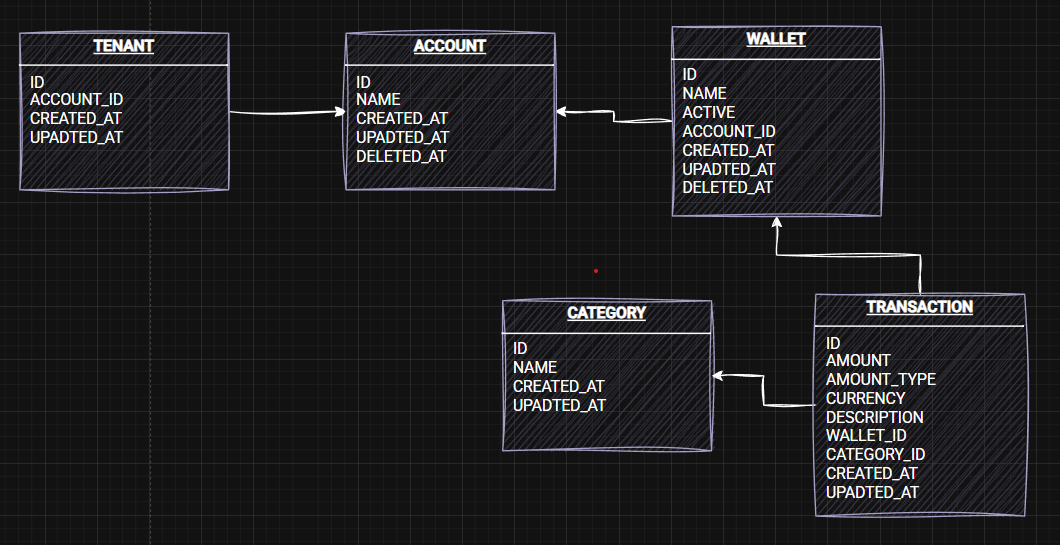 TENANT
ID
ACCOUNT_ID
CREATED_AT
UPADTED_AT
ACCOUNT
ID
NAME
CREATED_AT
UPADTED_AT
DELETED_AT
WALLET
ID
NAME
ACTIVE
ACCOUNT_ID
CREATED_AT
UPADTED_AT
DELETED_AT
CATEGORY
ID
NAME
CREATED_AT
UPADTED_AT
TRANSACTION
ID
AMOUNT
AMOUNT_TYPE
CURRENCY
DESCRIPTION
WALLET_ID
CATEGORY_ID
CREATED_AT
UPADTED_AT